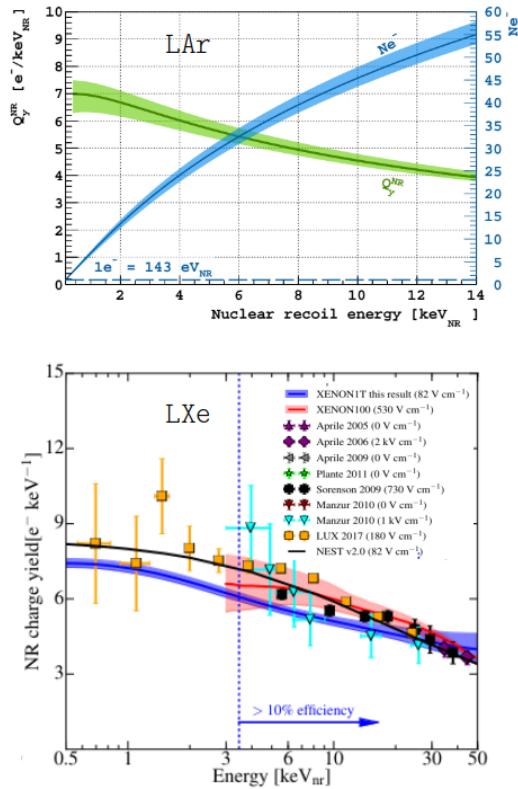 LAr
Q_y^NR [e⁻/keV_NR]
10
9
8
7
6
5
4
3
2
1
0
Ne⁻
60
55
50
45
40
35
30
25
20
15
10
5
0
Ne⁻
Q_y^NR
1e⁻ = 143 eV_NR
2 4 6 8 10 12 14
Nuclear recoil energy [keV_NR]
LXe
NR charge yield[e⁻ keV⁻¹]
15
12
9
6
3
XENON1T this result (82 V cm⁻¹)
XENON100 (530 V cm⁻¹)
Aprile 2005 (0 V cm⁻¹)
Aprile 2006 (2 kV cm⁻¹)
Aprile 2009 (0 V cm⁻¹)
Plante 2011 (0 V cm⁻¹)
Sorenson 2009 (730 V cm⁻¹)
Manzur 2010 (0 V cm⁻¹)
Manzur 2010 (1 kV cm⁻¹)
LUX 2017 (180 V cm⁻¹)
NEST v2.0 (82 V cm⁻¹)
> 10% efficiency
0.5 1 3 6 10 30 50
Energy [keV_nr]